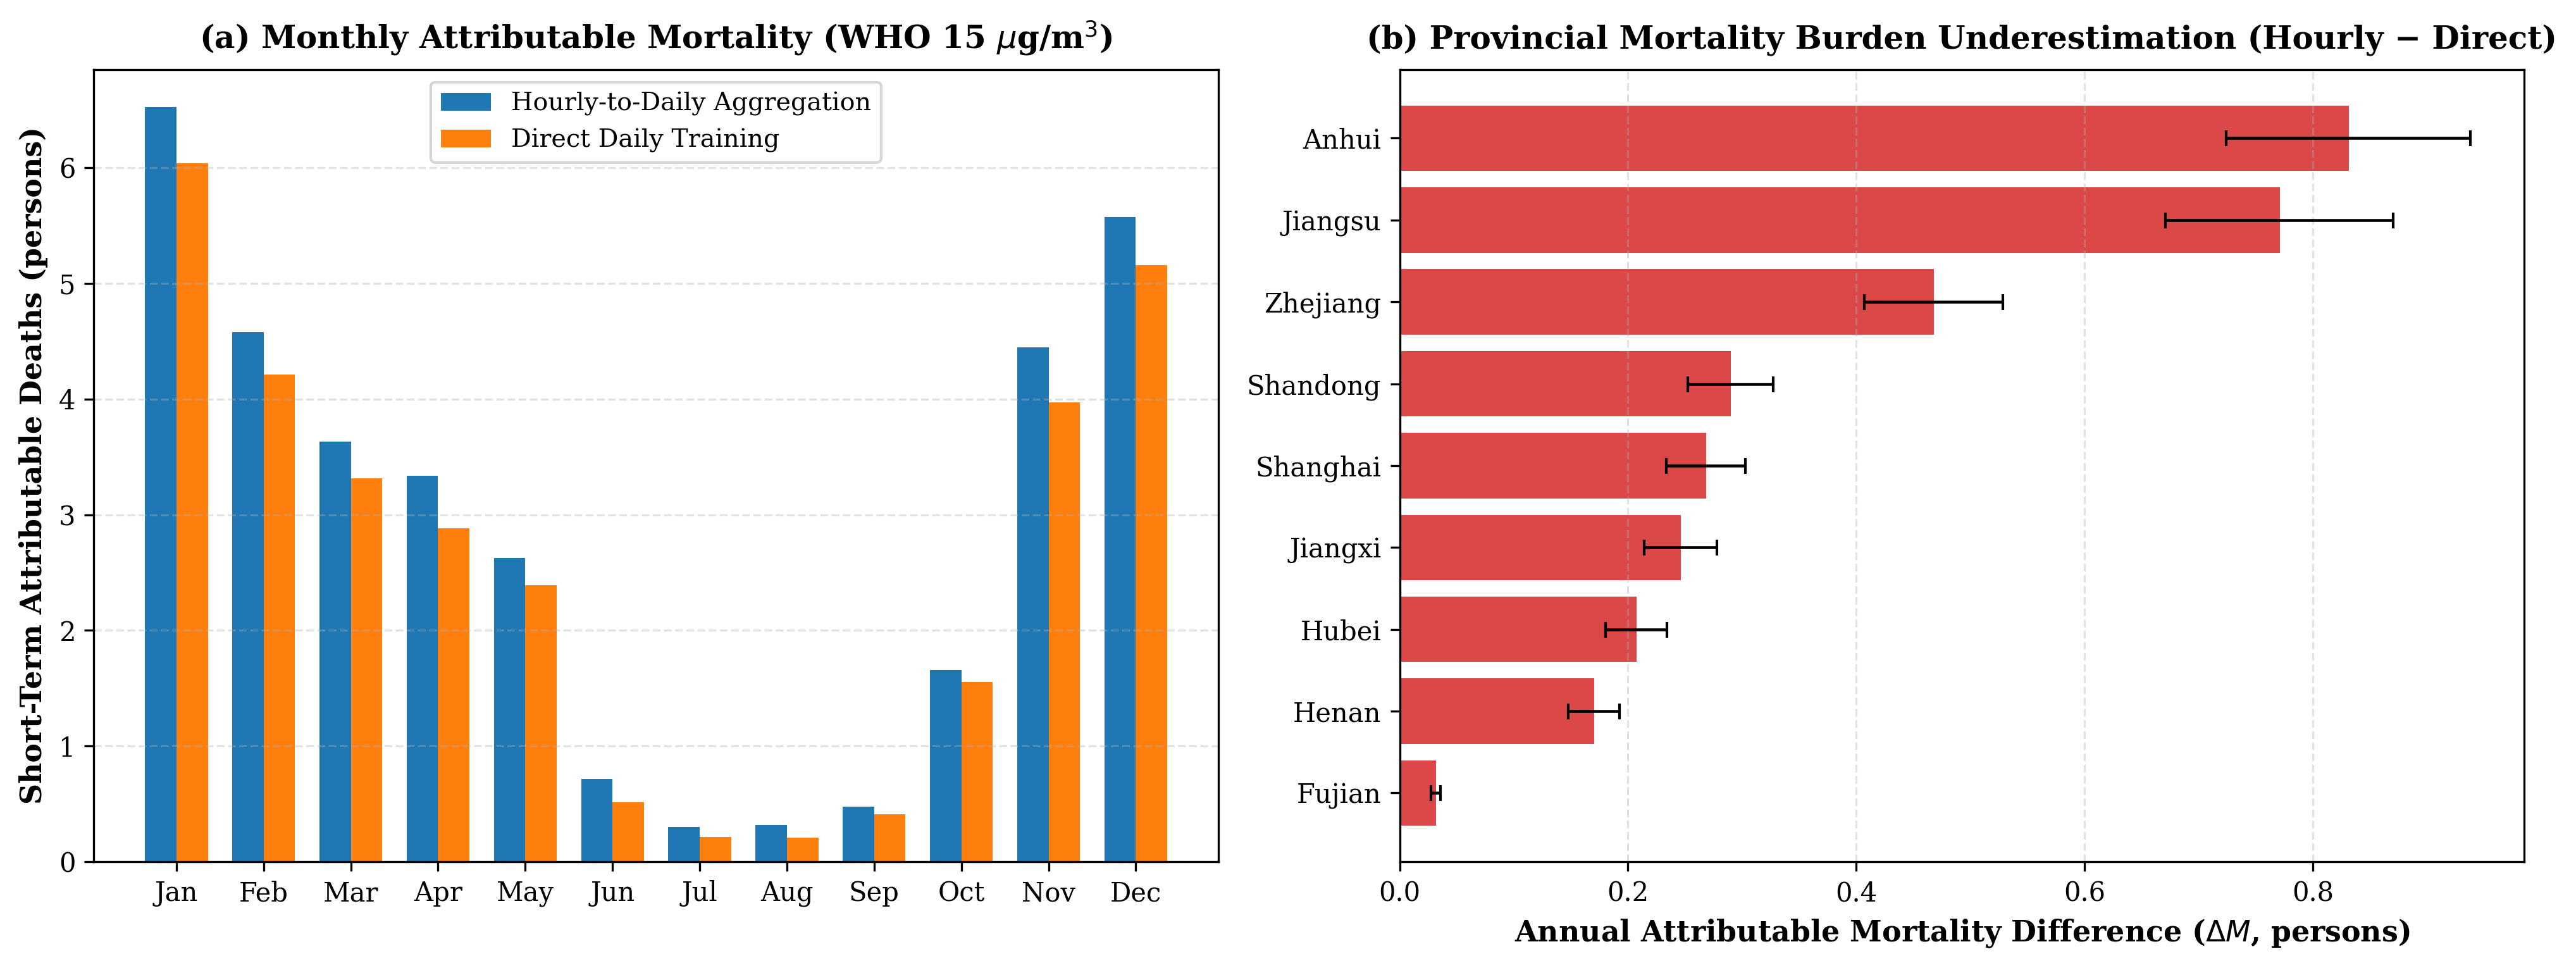 (a) Monthly Attributable Mortality (WHO 15 μg/m³)
Short-Term Attributable Deaths (persons)
Hourly-to-Daily Aggregation
Direct Daily Training
6
5
4
3
2
1
0
Jan Feb Mar Apr May Jun Jul Aug Sep Oct Nov Dec
(b) Provincial Mortality Burden Underestimation (Hourly − Direct)
Anhui
Jiangsu
Zhejiang
Shandong
Shanghai
Jiangxi
Hubei
Henan
Fujian
0.0 0.2 0.4 0.6 0.8
Annual Attributable Mortality Difference (ΔM, persons)